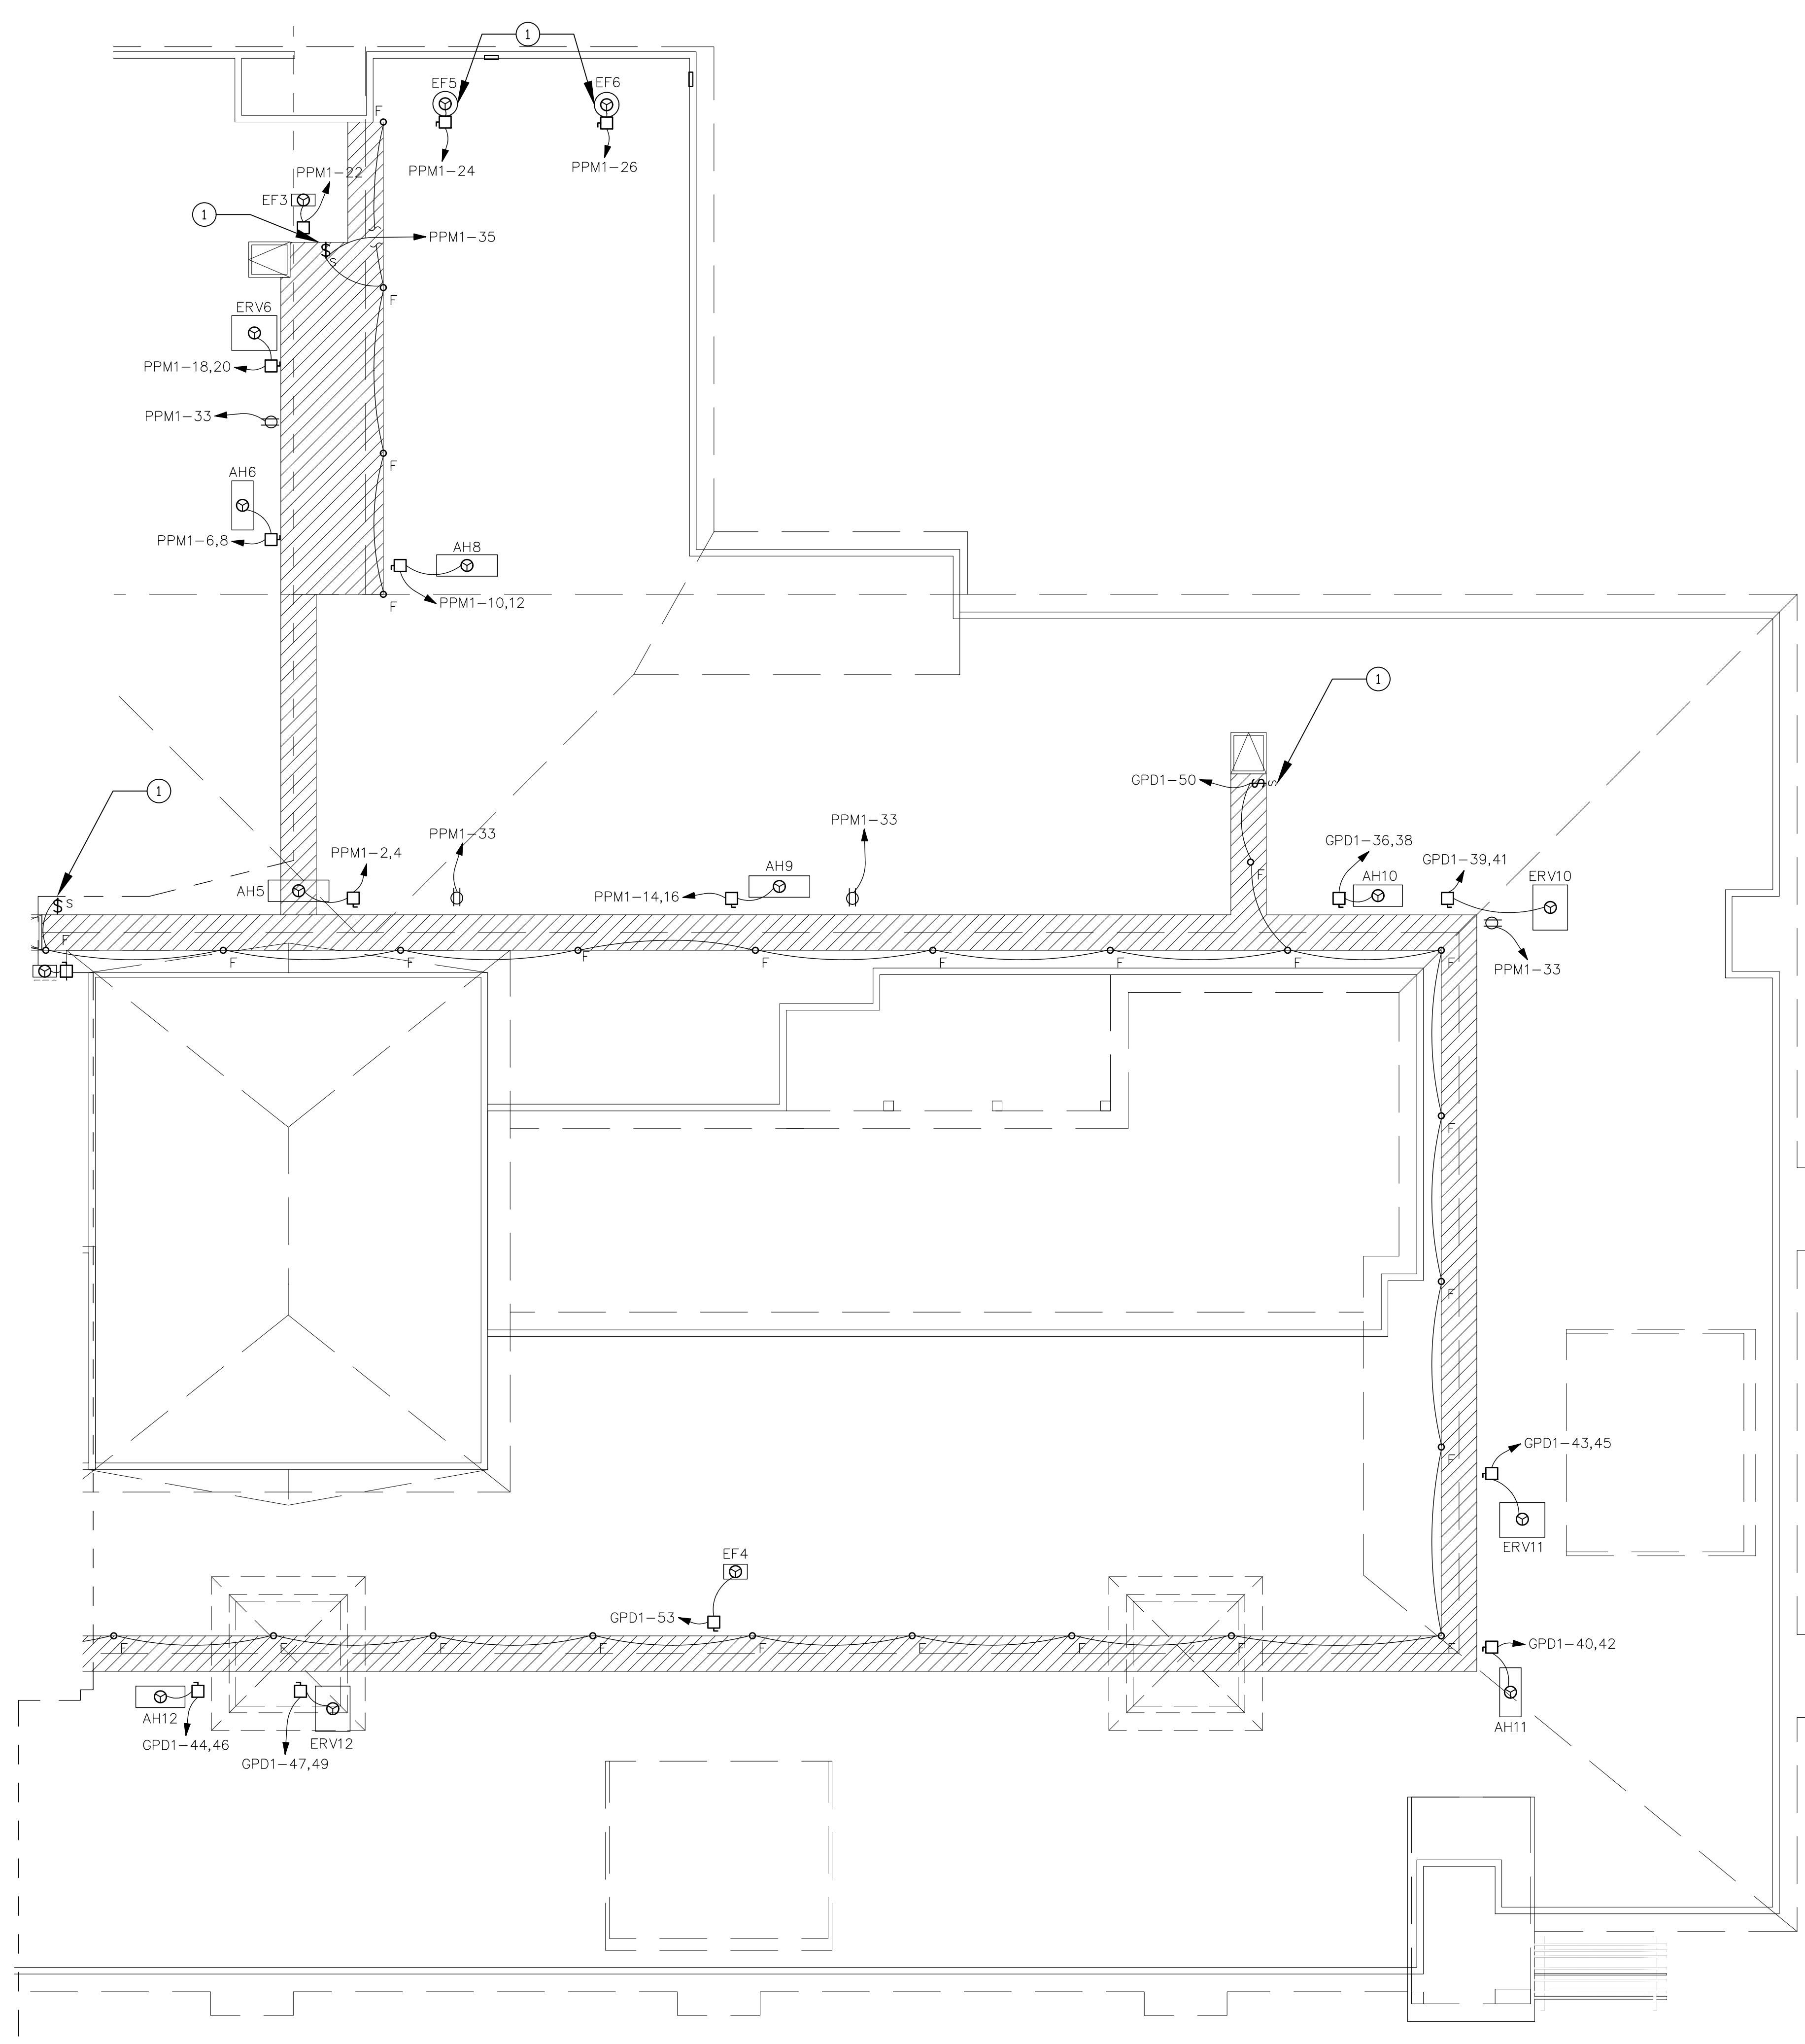 1
EF5
EF6
F
PPM1-24
PPM1-26
PPM1-22
EF3
1
$
S
PPM1-35
F
ERV6
PPM1-18,20
PPM1-33
F
AH6
PPM1-6,8
AH8
PPM1-10,12
F
1
GPD1-50
$
S
1
PPM1-33
PPM1-33
GPD1-36,38
PPM1-2,4
GPD1-39,41
AH9
AH10
ERV10
F
AH5
PPM1-14,16
$
S
F
F
F
F
F
F
F
F
F
PPM1-33
F
F
GPD1-43,45
F
ERV11
EF4
GPD1-53
F
F
F
F
F
F
F
F
F
GPD1-40,42
AH12
AH11
GPD1-44,46
ERV12
GPD1-47,49